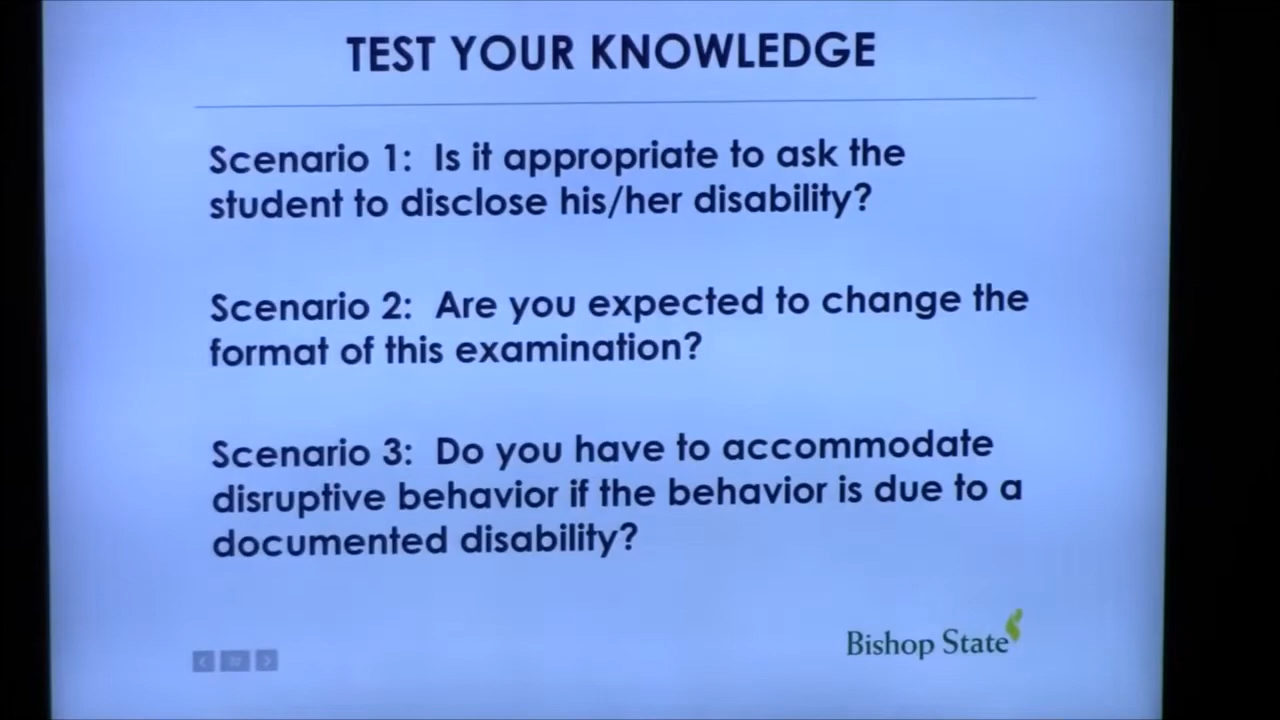 TEST YOUR KNOWLEDGE
Scenario 1: Is it appropriate to ask the
student to disclose his/her disability?
Scenario 2: Are you expected to change the
format of this examination?
Scenario 3: Do you have to accommodate
disruptive behavior if the behavior is due to a
documented disability?
Bishop State